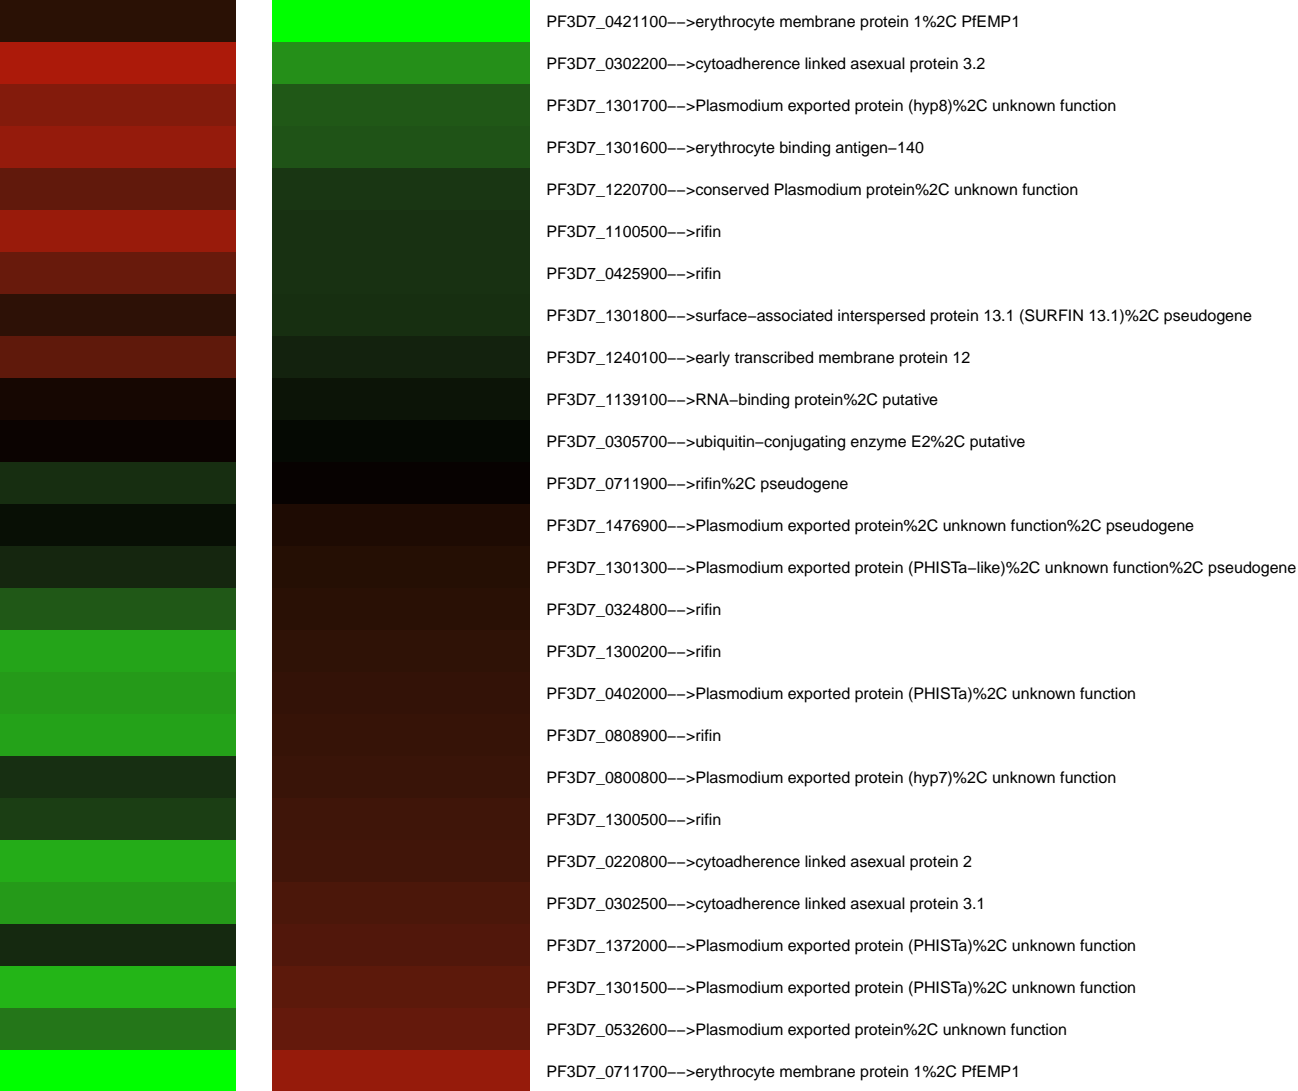 PF3D7_0421100−−>erythrocyte membrane protein 1%2C PfEMP1
PF3D7_0302200−−>cytoadherence linked asexual protein 3.2
PF3D7_1301700−−>Plasmodium exported protein (hyp8)%2C unknown function
PF3D7_1301600−−>erythrocyte binding antigen−140
PF3D7_1220700−−>conserved Plasmodium protein%2C unknown function
PF3D7_1100500−−>rifin
PF3D7_0425900−−>rifin
PF3D7_1301800−−>surface−associated interspersed protein 13.1 (SURFIN 13.1)%2C pseudogene
PF3D7_1240100−−>early transcribed membrane protein 12
PF3D7_1139100−−>RNA−binding protein%2C putative
PF3D7_0305700−−>ubiquitin−conjugating enzyme E2%2C putative
PF3D7_0711900−−>rifin%2C pseudogene
PF3D7_1476900−−>Plasmodium exported protein%2C unknown function%2C pseudogene
PF3D7_1301300−−>Plasmodium exported protein (PHISTa−like)%2C unknown function%2C pseudogene
PF3D7_0324800−−>rifin
PF3D7_1300200−−>rifin
PF3D7_0402000−−>Plasmodium exported protein (PHISTa)%2C unknown function
PF3D7_0808900−−>rifin
PF3D7_0800800−−>Plasmodium exported protein (hyp7)%2C unknown function
PF3D7_1300500−−>rifin
PF3D7_0220800−−>cytoadherence linked asexual protein 2
PF3D7_0302500−−>cytoadherence linked asexual protein 3.1
PF3D7_1372000−−>Plasmodium exported protein (PHISTa)%2C unknown function
PF3D7_1301500−−>Plasmodium exported protein (PHISTa)%2C unknown function
PF3D7_0532600−−>Plasmodium exported protein%2C unknown function
PF3D7_0711700−−>erythrocyte membrane protein 1%2C PfEMP1